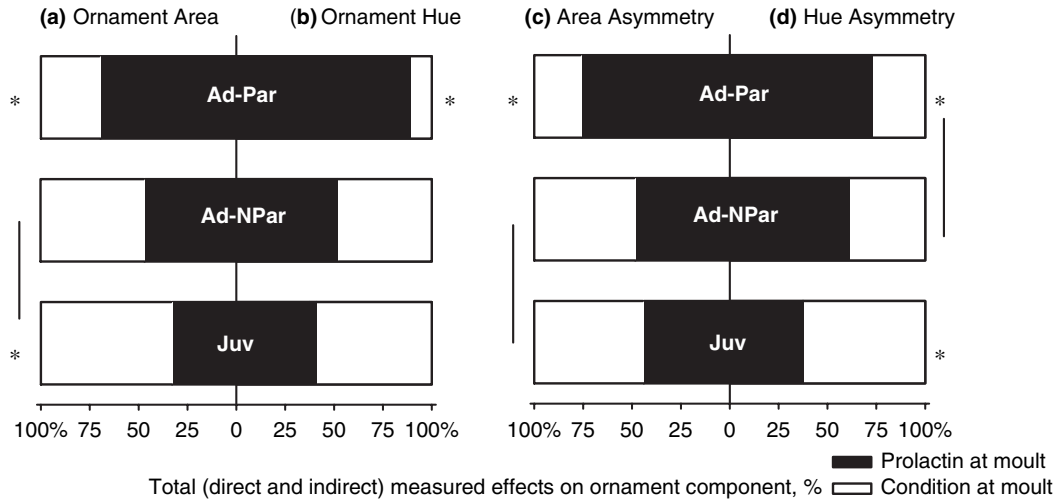 (a) Ornament Area (b) Ornament Hue (c) Area Asymmetry (d) Hue Asymmetry
* Ad-Par * * Ad-Par *
Ad-NPar Ad-NPar
* Juv Juv *
100% 75 50 25 0 25 50 75 100% 100% 75 50 25 0 25 50 75 100%
Prolactin at moult
Total (direct and indirect) measured effects on ornament component, % Condition at moult